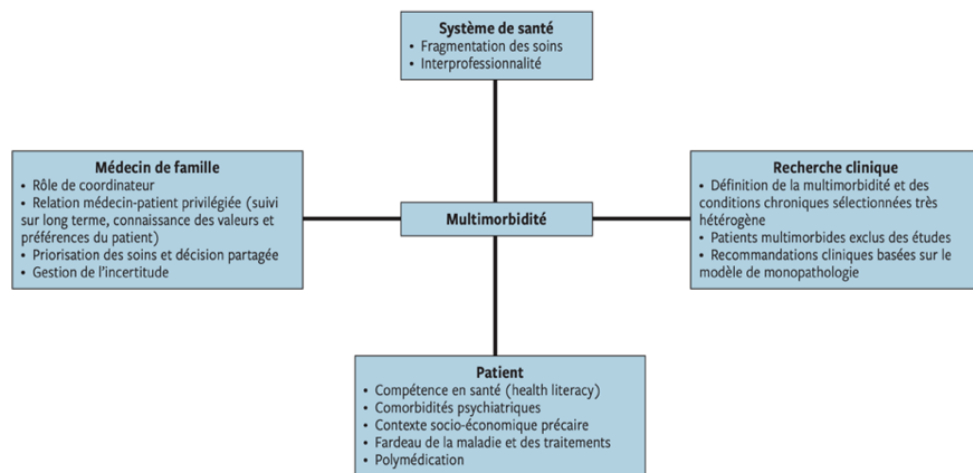 Système de santé
• Fragmentation des soins
• Interprofessionnalité
Médecin de famille
• Rôle de coordinateur
• Relation médecin-patient privilégiée (suivi
sur long terme, connaissance des valeurs et
préférences du patient)
• Priorisation des soins et décision partagée
• Gestion de l'incertitude
Multimorbidité
Recherche clinique
• Définition de la multimorbidité et des
conditions chroniques sélectionnées très
hétérogène
• Patients multimorbides exclus des études
• Recommandations cliniques basées sur le
modèle de monopathologie
Patient
• Compétence en santé (health literacy)
• Comorbidités psychiatriques
• Contexte socio-économique précaire
• Fardeau de la maladie et des traitements
• Polymédication